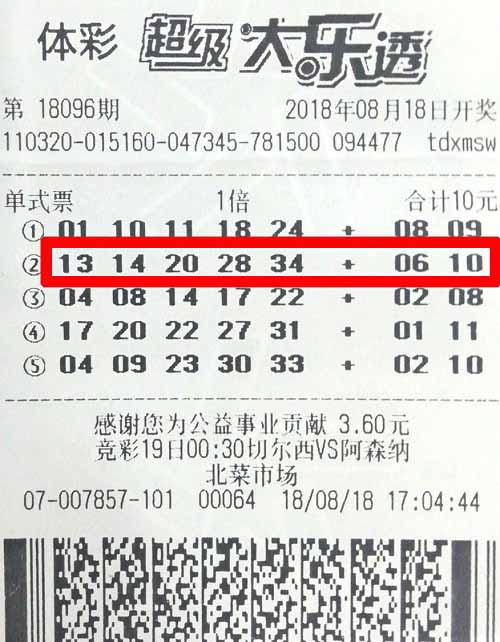 体彩 超级大乐透
第 18096期 2018年08月18日开奖
110320-015160-047345-781500 094477 tdxmsw
单式票 1倍 合计10元
① 01 10 11 18 24 + 08 09
② 13 14 20 28 34 + 06 10
③ 04 08 14 17 22 + 02 08
④ 17 20 22 27 31 + 01 11
⑤ 04 09 23 30 33 + 02 10
感谢您为公益事业贡献 3.60元
竞彩19日00:30切尔西VS阿森纳
北菜市场
07-007857-101 00064 18/08/18 17:04:44